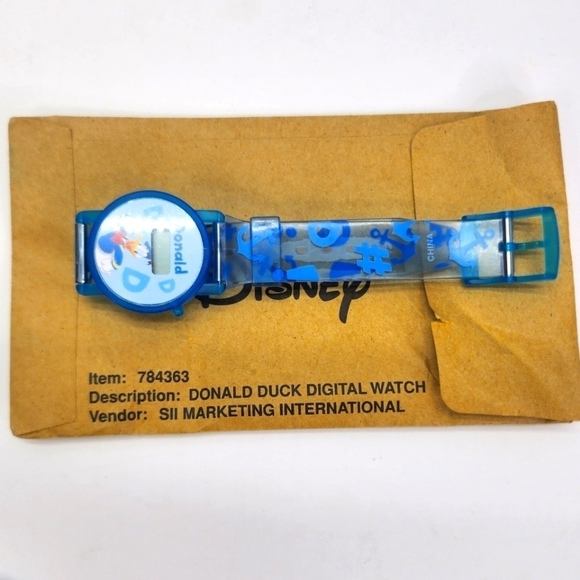 Donald
D
D
#
CHINA
DISNEY
Item: 784363
Description: DONALD DUCK DIGITAL WATCH
Vendor: SII MARKETING INTERNATIONAL